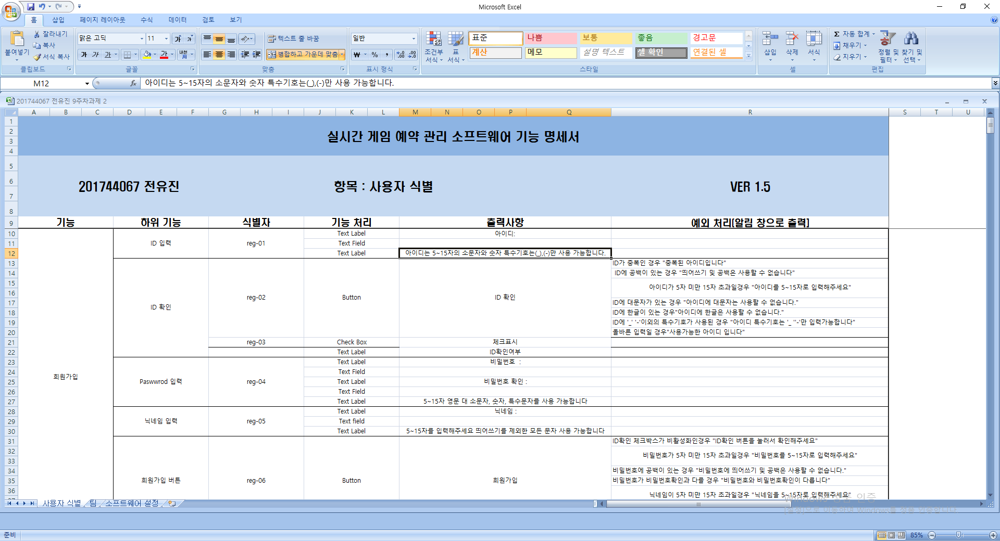 Microsoft Excel
홈 삽입 페이지 레이아웃 수식 데이터 검토 보기
붙여넣기 잘라내기 복사 서식 복사
맑은 고딕 11
가 가 가 가 가 가 내천
텍스트 줄 바꿈
병합하고 가운데 맞춤
일반
₩ % ,
조건부 서식 표 서식
표준 나쁨 보통 좋음 경고문
계산 메모 설명 텍스트 셀 확인 연결된 셀
삽입 삭제 서식
Σ 자동 합계 채우기 지우기
정렬 및 필터 찾기 및 선택
클립보드 글꼴 맞춤 표시 형식 스타일 셀 편집
M12 fx 아이디는 5~15자의 소문자와 숫자 특수기호는(_),(-)만 사용 가능합니다.
201744067 전유진 9주차과제 2
A B C D E F G H I J K L M N O P Q R S T U
1
2 실시간 게임 예약 관리 소프트웨어 기능 명세서
3
4
5
6 201744067 전유진 항목 : 사용자 식별 VER 1.5
7
8
9 기능 하위 기능 식별자 기능 처리 출력사항 예외 처리[알림 창으로 출력]
10 Text Label 아이디:
11 ID 입력 reg-01 Text Field
12 Text Label 아이디는 5~15자의 소문자와 숫자 특수기호는(_),(-)만 사용 가능합니다.
13 ID가 중복인 경우 "중복된 아이디입니다"
14 ID에 공백이 있는 경우 "띄어쓰기 및 공백은 사용할 수 없습니다"
15 아이디가 5자 미만 15자 초과일경우 "아이디를 5~15자로 입력해주세요"
16 reg-02 Button ID 확인
17 ID 확인 ID에 대문자가 있는 경우 "아이디에 대문자는 사용할 수 없습니다."
18 ID에 한글이 있는 경우"아이디에 한글은 사용할 수 없습니다."
19 ID에 '_' '-'이외의 특수기호가 사용된 경우 "아이디 특수기호는 '_ ''-'만 입력가능합니다"
20 올바른 입력일 경우"사용가능한 아이디 입니다"
21 reg-03 Check Box 체크표시
22 Text Label ID확인여부
23 Text Label 비밀번호 :
24 회원가입 Text Field
25 Paswwrod 입력 reg-04 Text Label 비밀번호 확인 :
26 Text Field
27 Text Label 5~15자 영문 대 소문자, 숫자, 특수문자를 사용 가능합니다
28 Text Label 닉네임 :
29 닉네임 입력 reg-05 Text field
30 Text Label 5~15자를 입력해주세요 띄어쓰기를 제외한 모든 문자 사용 가능합니다
31 ID확인 체크박스가 비활성화인경우 "ID확인 버튼을 눌러서 확인해주세요"
32 비밀번호가 5자 미만 15자 초과일경우 "비밀번호를 5~15자로 입력해주세요"
33
34 비밀번호에 공백이 있는 경우 "비밀번호에 띄어쓰기 및 공백은 사용할 수 없습니다."
35 회원가입 버튼 reg-06 Button 회원가입 비밀번호가 비밀번호확인과 다를 경우 "비밀번호와 비밀번호확인이 다릅니다"
36 닉네임이 5자 미만 15자 초과일경우 "닉네임을 5~15자로 입력해주세요"
Windows 정품 인증
[설정]으로 이동하여 Windows를 정품 인증합니다.
사용자 식별 팀 소프트웨어 설정
준비 85%